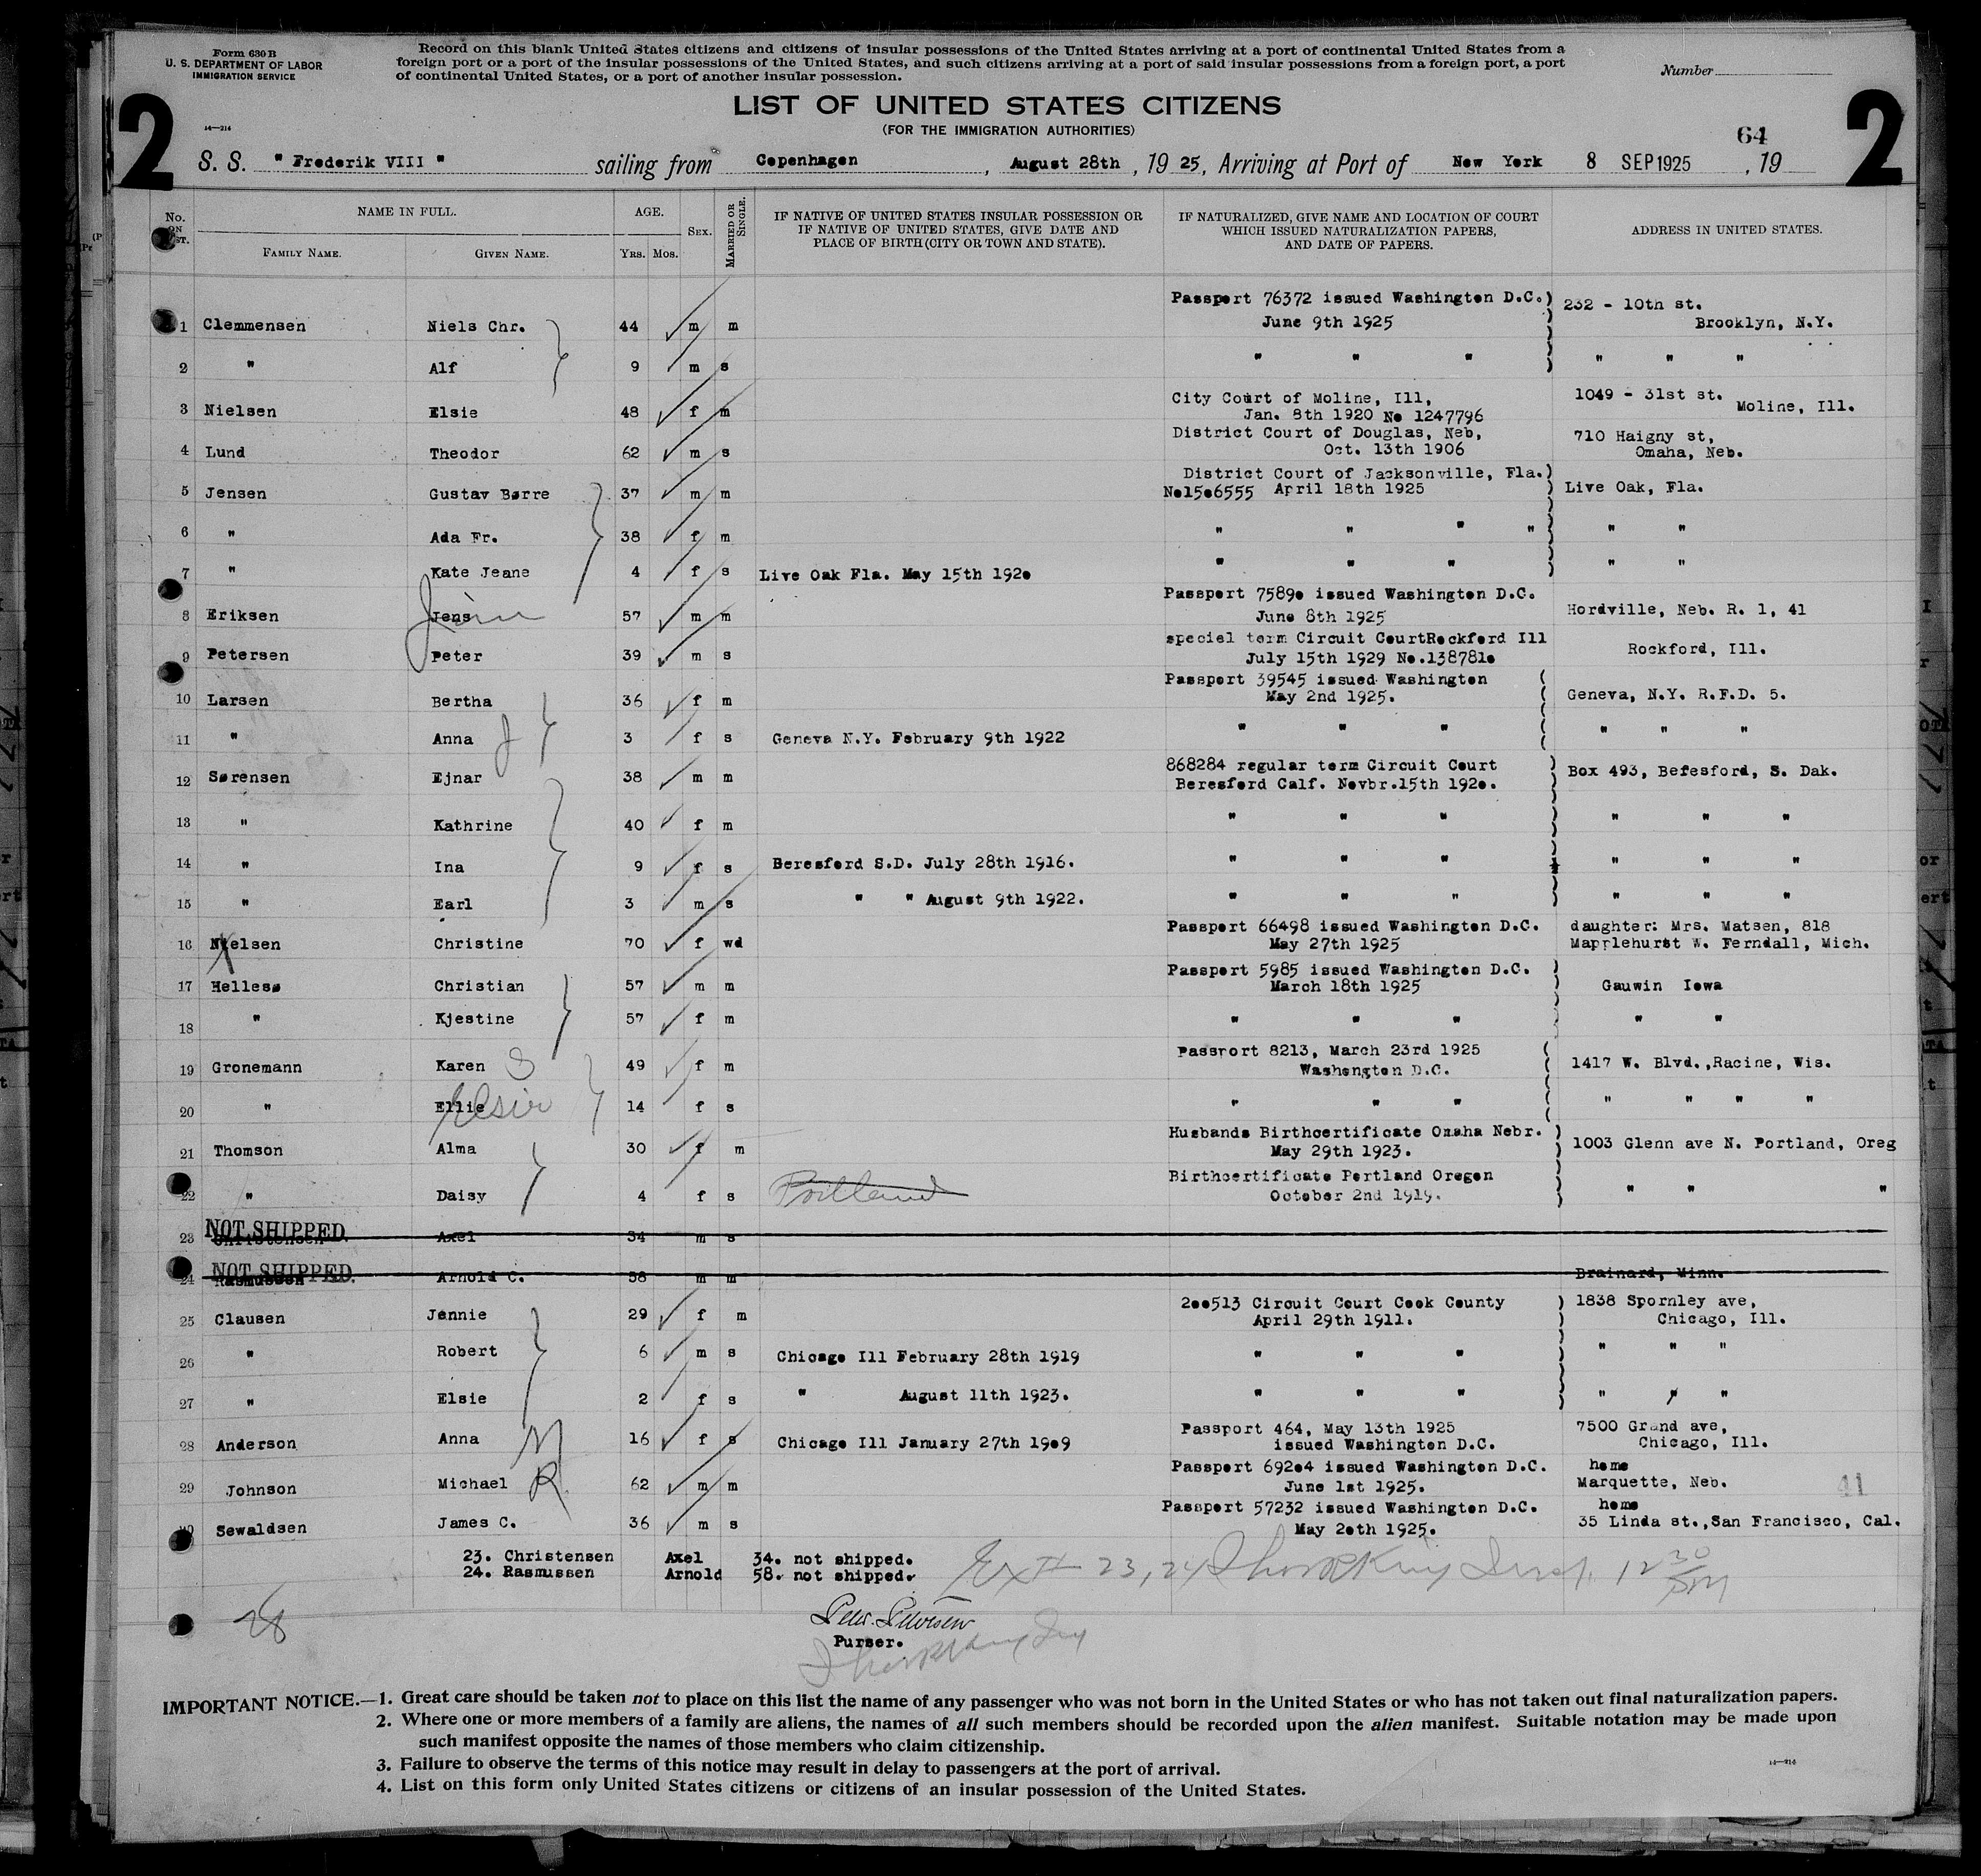 Form 630 B
U. S. DEPARTMENT OF LABOR
IMMIGRATION SERVICE
Record on this blank United States citizens and citizens of insular possessions of the United States arriving at a port of continental United States from a
foreign port or a port of the insular possessions of the United States, and such citizens arriving at a port of said insular possessions from a foreign port, a port
of continental United States, or a port of another insular possession.
Number
2
14—214
LIST OF UNITED STATES CITIZENS
(FOR THE IMMIGRATION AUTHORITIES)
64
2
S. S. " Frederik VIII " sailing from Copenhagen , August 28th , 19 25, Arriving at Port of New York 8 SEP 1925 , 19
No. ON LIST. NAME IN FULL. AGE. SEX. MARRIED OR SINGLE. IF NATIVE OF UNITED STATES INSULAR POSSESSION OR IF NATIVE OF UNITED STATES, GIVE DATE AND PLACE OF BIRTH (CITY OR TOWN AND STATE). IF NATURALIZED, GIVE NAME AND LOCATION OF COURT WHICH ISSUED NATURALIZATION PAPERS, AND DATE OF PAPERS. ADDRESS IN UNITED STATES.
FAMILY NAME. GIVEN NAME. YRS. MOS.
1 Clemmensen Niels Chr. 44 m m Passport 76372 issued Washington D.C. June 9th 1925 232 - 10th st. Brooklyn, N.Y.
2 " Alf 9 m s " " " " " "
3 Nielsen Elsie 48 f m City Court of Moline, Ill, Jan. 8th 1920 No 1247796 1049 - 31st st. Moline, Ill.
4 Lund Theodor 62 m s District Court of Douglas, Neb, Oct. 13th 1906 710 Haigny st, Omaha, Neb.
5 Jensen Gustav Børre 37 m m District Court of Jacksonville, Fla. No15o6555 April 18th 1925 Live Oak, Fla.
6 " Ada Fr. 38 f m " " " " " "
7 " Kate Jeane 4 f s Live Oak Fla. May 15th 192o " " " " "
8 Eriksen Jens 57 m m Passport 7589o issued Washington D.C. June 8th 1925 Hordville, Neb. R. 1, 41
9 Petersen Peter 39 m s special term Circuit CourtRockford Ill July 15th 1929 No.138781o Rockford, Ill.
10 Larsen Bertha 36 f m Passport 39545 issued Washington May 2nd 1925. Geneva, N.Y. R.F.D. 5.
11 " Anna J 3 f s Geneva N.Y. February 9th 1922 " " " " " "
12 Sørensen Ejnar 38 m m 868284 regular term Circuit Court Beresford Calf. Novbr.15th 192o. Box 493, Befesford, S. Dak.
13 " Kathrine 40 f m " " " " " "
14 " Ina 9 f s Beresford S.D. July 28th 1916. " " " " " "
15 " Earl 3 m s " " August 9th 1922. " " " " " "
16 Nielsen Christine 70 f wd Passport 66498 issued Washington D.C. May 27th 1925 daughter: Mrs. Matsen, 818 Mapplehurst W. Ferndall, Mich.
17 Hellesø Christian 57 m m Passport 5985 issued Washington D.C. March 18th 1925 Gauwin Iowa
18 " Kjestine 57 f m " " " " "
19 Gronemann Karen S 49 f m Passport 8213, March 23rd 1925 Washengton D.C. 1417 W. Blvd.,Racine, Wis.
20 " Ellie Elsie 14 f s " " " " " " "
21 Thomson Alma 30 f m Husbands Birthcertificate Omaha Nebr. May 29th 1923. 1003 Glenn ave N. Portland, Oreg
22 " Daisy 4 f s Portland Birthcertificate Portland Oregon October 2nd 1919. " " "
23 NOT SHIPPED. Christensen Axel 34 m s
24 NOT SHIPPED. Rasmussen Arnold C. 58 m m Brainard, Minn.
25 Clausen Jennie 29 f m 2oo513 Circuit Court Cook County April 29th 1911. 1838 Spornley ave, Chicago, Ill.
26 " Robert 6 m s Chicago Ill February 28th 1919 " " " " " "
27 " Elsie 2 f s " August 11th 1923. " " " " " "
28 Anderson Anna M 16 f s Chicago Ill January 27th 19o9 Passport 464, May 13th 1925 issued Washington D.C. 7500 Grand ave, Chicago, Ill.
29 Johnson Michael R. 62 m m Passport 692o4 issued Washington D.C. June 1st 1925. home Marquette, Neb. 41
30 Sewaldsen James C. 36 m s Passport 57232 issued Washington D.C. May 2oth 1925. home 35 Linda st.,San Francisco, Cal.
23. Christensen Axel 34. not shipped.
24. Rasmussen Arnold 58. not shipped.
Ex # 23, 24 12 30 PM
28
Purser.
IMPORTANT NOTICE.—1. Great care should be taken not to place on this list the name of any passenger who was not born in the United States or who has not taken out final naturalization papers.
2. Where one or more members of a family are aliens, the names of all such members should be recorded upon the alien manifest. Suitable notation may be made upon
such manifest opposite the names of those members who claim citizenship.
3. Failure to observe the terms of this notice may result in delay to passengers at the port of arrival.
4. List on this form only United States citizens or citizens of an insular possession of the United States.
14—214